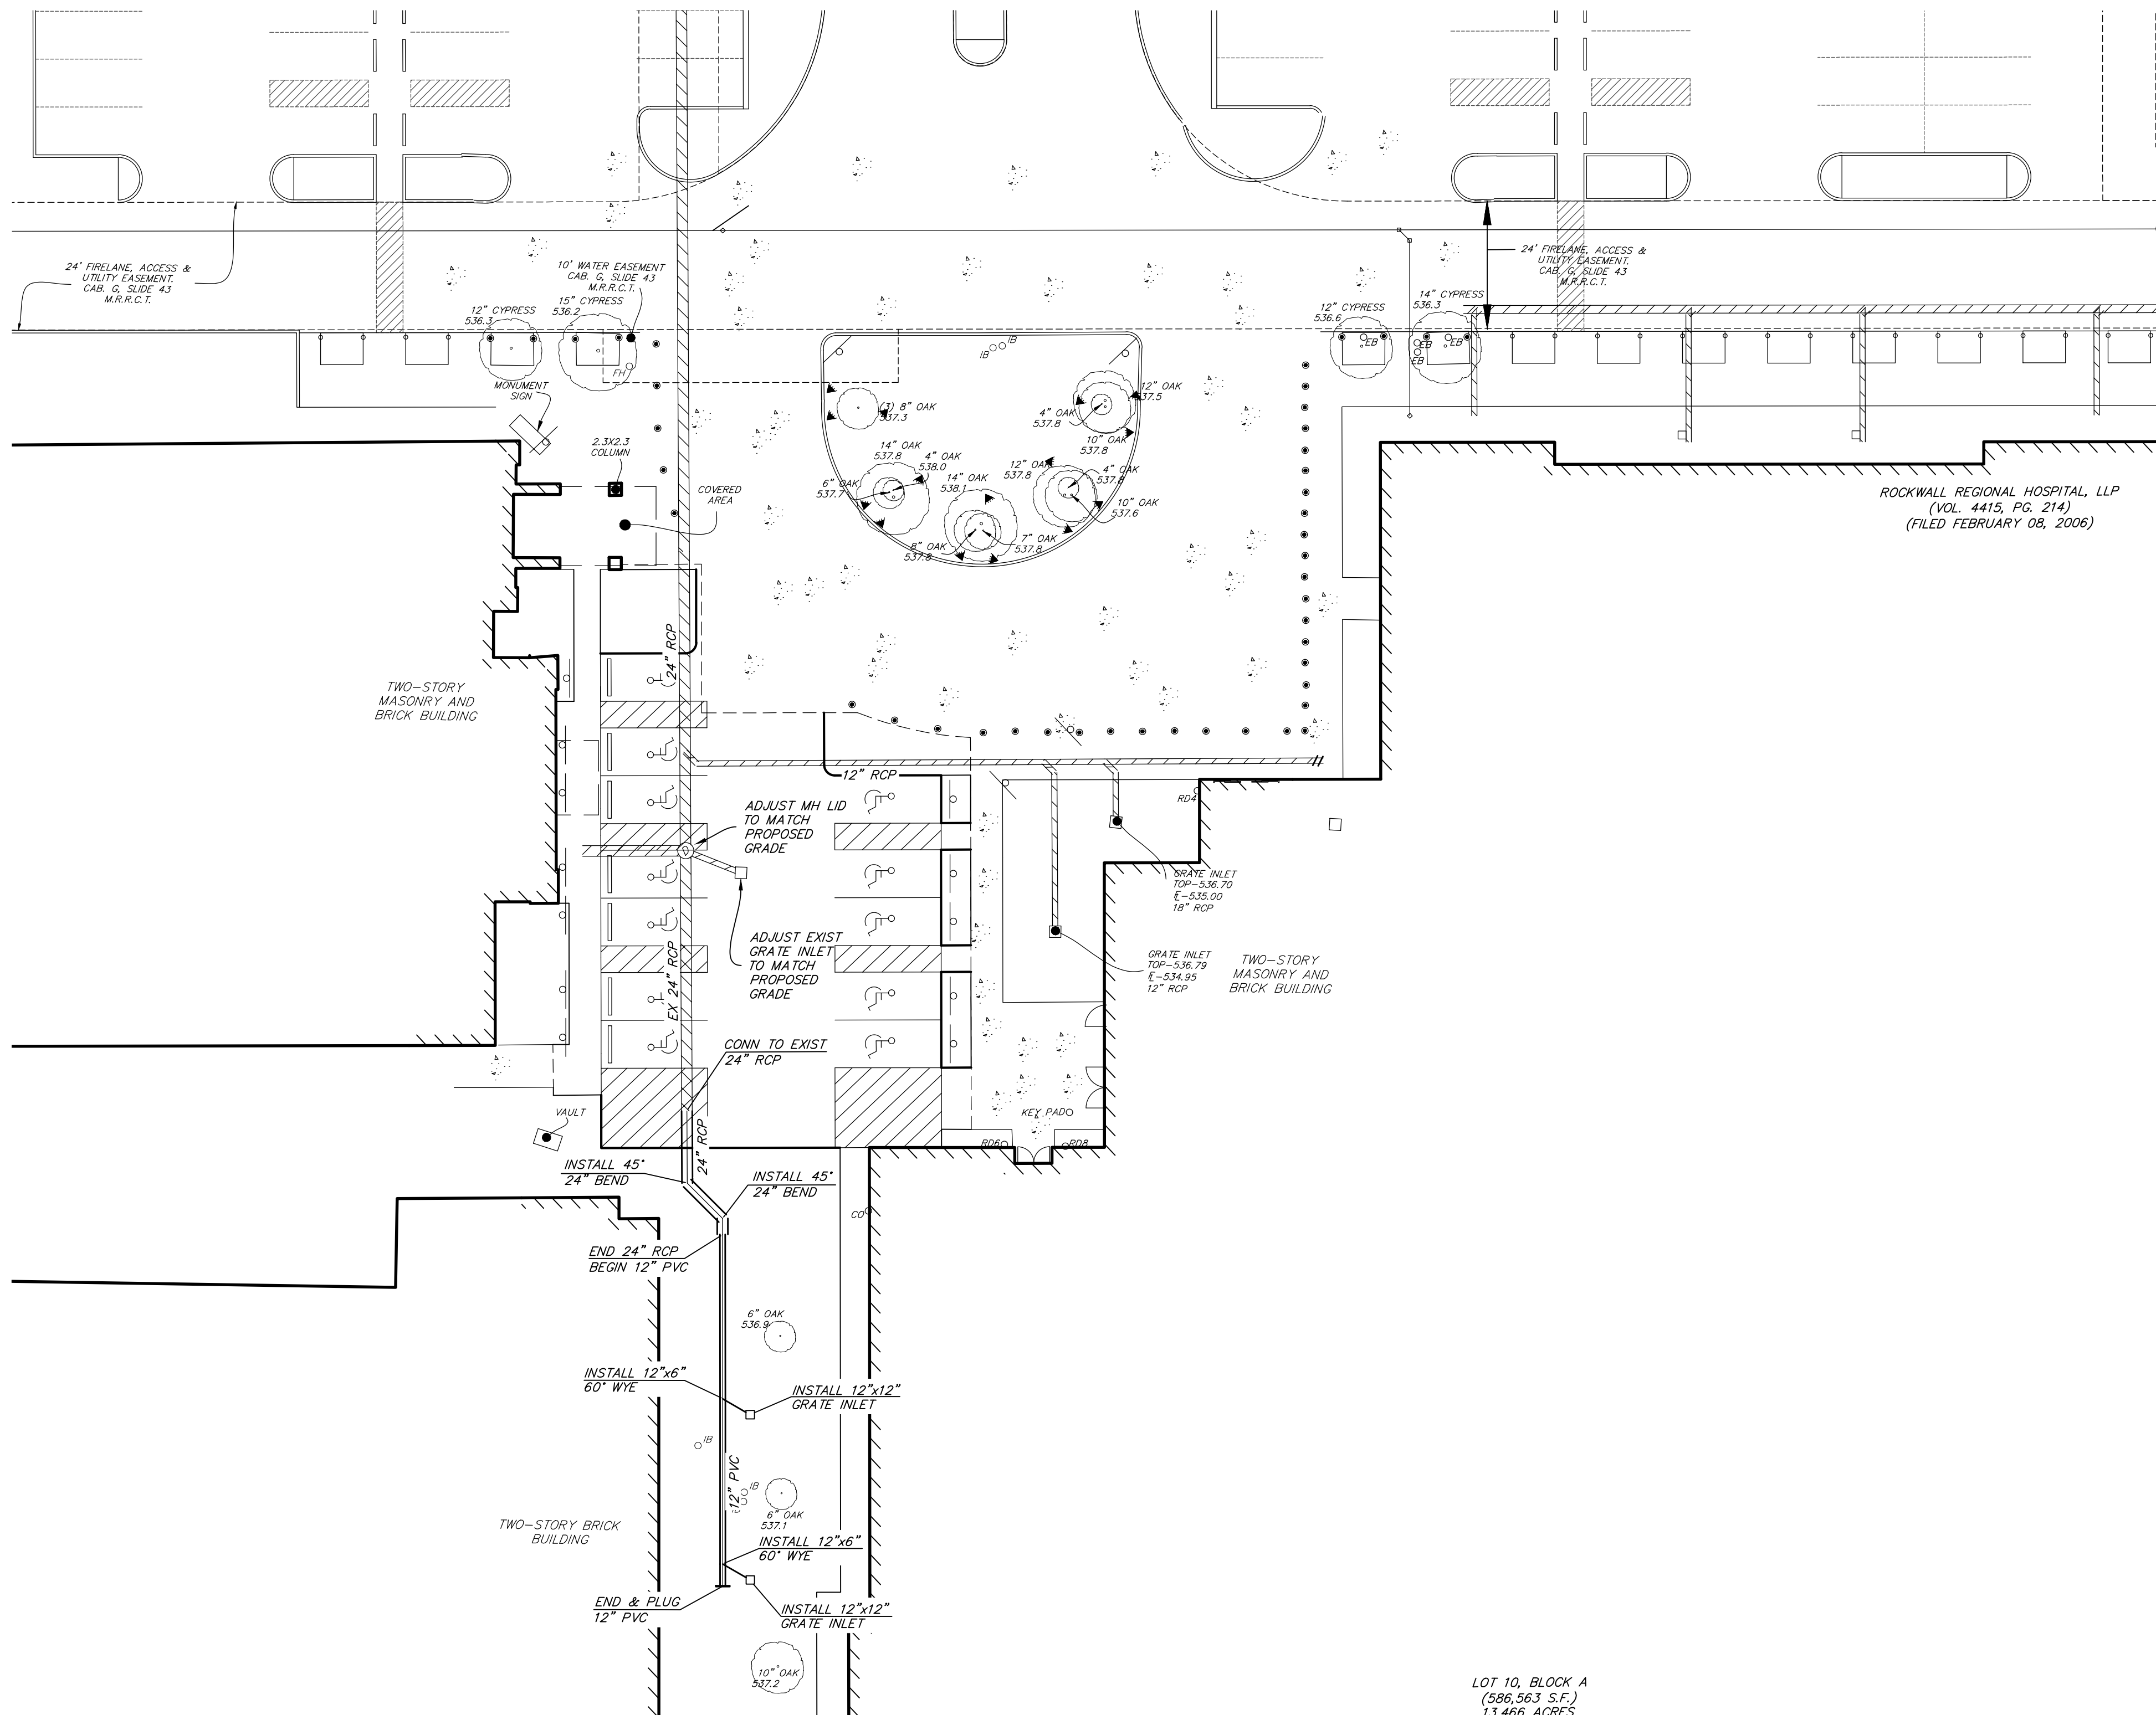 24' FIRELANE, ACCESS &
UTILITY EASEMENT.
CAB. G, SLIDE 43
M.R.R.C.T.
10' WATER EASEMENT
CAB. G, SLIDE 43
M.R.R.C.T.
24' FIRELANE, ACCESS &
UTILITY EASEMENT.
CAB. G, SLIDE 43
M.R.R.C.T.
12" CYPRESS
536.3
15" CYPRESS
536.2
12" CYPRESS
536.6
14" CYPRESS
536.3
FH
IB
IB
EB
EB
EB
EB
MONUMENT
SIGN
2.3X2.3
COLUMN
COVERED
AREA
(3) 8" OAK
537.3
12" OAK
537.5
4" OAK
537.8
10" OAK
537.8
14" OAK
537.8
4" OAK
538.0
6" OAK
537.7
14" OAK
538.1
12" OAK
537.8
4" OAK
537.8
10" OAK
537.6
8" OAK
537.8
7" OAK
537.8
ROCKWALL REGIONAL HOSPITAL, LLP
(VOL. 4415, PG. 214)
(FILED FEBRUARY 08, 2006)
TWO-STORY
MASONRY AND
BRICK BUILDING
24" RCP
12" RCP
ADJUST MH LID
TO MATCH
PROPOSED
GRADE
D
RD4
GRATE INLET
TOP-536.70
FL-535.00
18" RCP
ADJUST EXIST
GRATE INLET
TO MATCH
PROPOSED
GRADE
EX 24" RCP
GRATE INLET
TOP-536.79
FL-534.95
12" RCP
TWO-STORY
MASONRY AND
BRICK BUILDING
CONN TO EXIST
24" RCP
VAULT
KEY PAD
RD6
RD8
24" RCP
INSTALL 45°
24" BEND
INSTALL 45°
24" BEND
CO
END 24" RCP
BEGIN 12" PVC
6" OAK
536.9
INSTALL 12"x6"
60° WYE
INSTALL 12"x12"
GRATE INLET
IB
12" PVC
IB
6" OAK
537.1
TWO-STORY BRICK
BUILDING
INSTALL 12"x6"
60° WYE
END & PLUG
12" PVC
INSTALL 12"x12"
GRATE INLET
10" OAK
537.2
LOT 10, BLOCK A
(586,563 S.F.)
13.466 ACRES